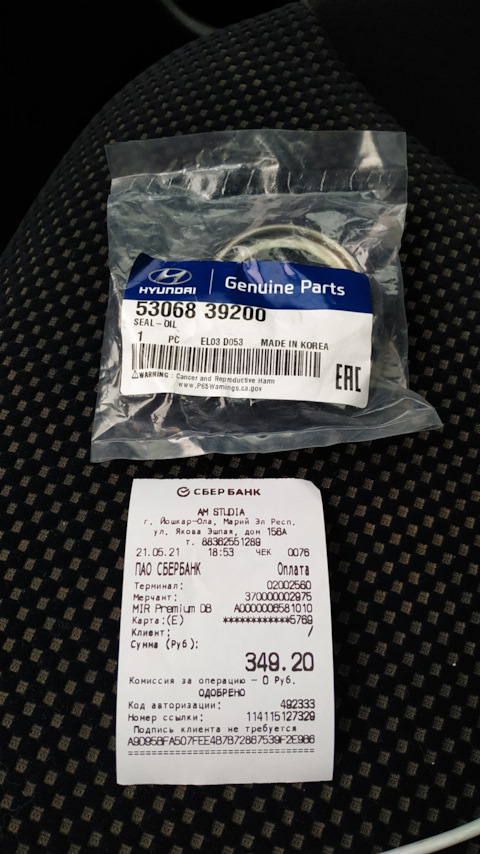 HYUNDAI | Genuine Parts
53068 39200
SEAL-OIL
1 PC EL03 D053 MADE IN KOREA
WARNING : Cancer and Reproductive Harm
www.P65Warnings.ca.gov
EAC
СБЕРБАНК
AM STUDIA
г. Йошкар-Ола, Марий Эл Респ.
ул. Якова Эшпая, дом 156А
т. 88362551289
21.05.21 18:53 ЧЕК 0076
ПАО СБЕРБАНК Оплата
Терминал: 02002560
Мерчант: 370000002975
MIR Premium DB A0000006581010
Карта:(E) ************5769
Клиент: /
Сумма (Руб):
349.20
Комиссия за операцию - 0 Руб.
ОДОБРЕНО
Код авторизации: 492333
Номер ссылки: 114115127329
Подпись клиента не требуется
A9D95BFA507FEE4B7B72867539F2E9B6
================================